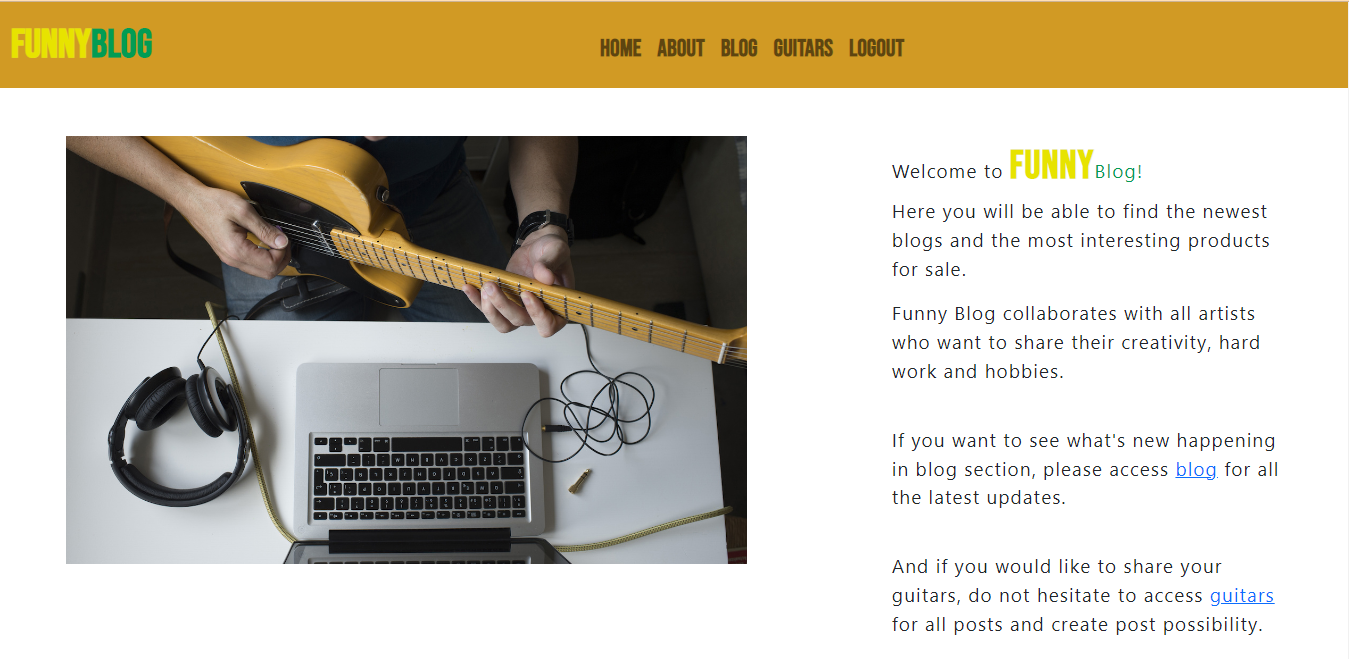 FUNNYBLOG
HOME ABOUT BLOG GUITARS LOGOUT
Welcome to FUNNYBlog!
Here you will be able to find the newest
blogs and the most interesting products
for sale.
Funny Blog collaborates with all artists
who want to share their creativity, hard
work and hobbies.
If you want to see what's new happening
in blog section, please access blog for all
the latest updates.
And if you would like to share your
guitars, do not hesitate to access guitars
for all posts and create post possibility.